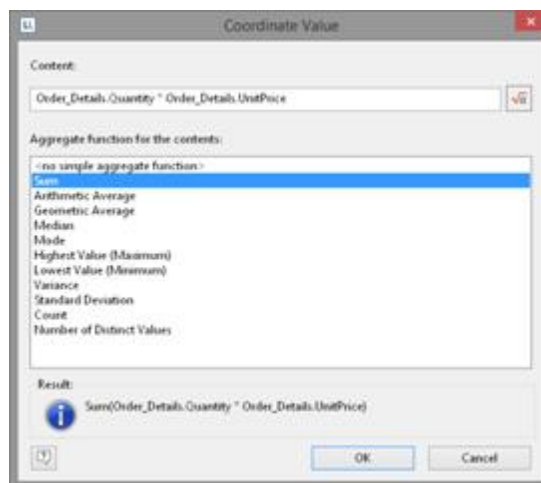 LL
Coordinate Value
Content:
Order_Details.Quantity * Order_Details.UnitPrice
Aggregate function for the contents:
<no simple aggregate function>
Sum
Arithmetic Average
Geometric Average
Median
Mode
Highest Value (Maximum)
Lowest Value (Minimum)
Variance
Standard Deviation
Count
Number of Distinct Values
Result:
Sum(Order_Details.Quantity * Order_Details.UnitPrice)
OK
Cancel